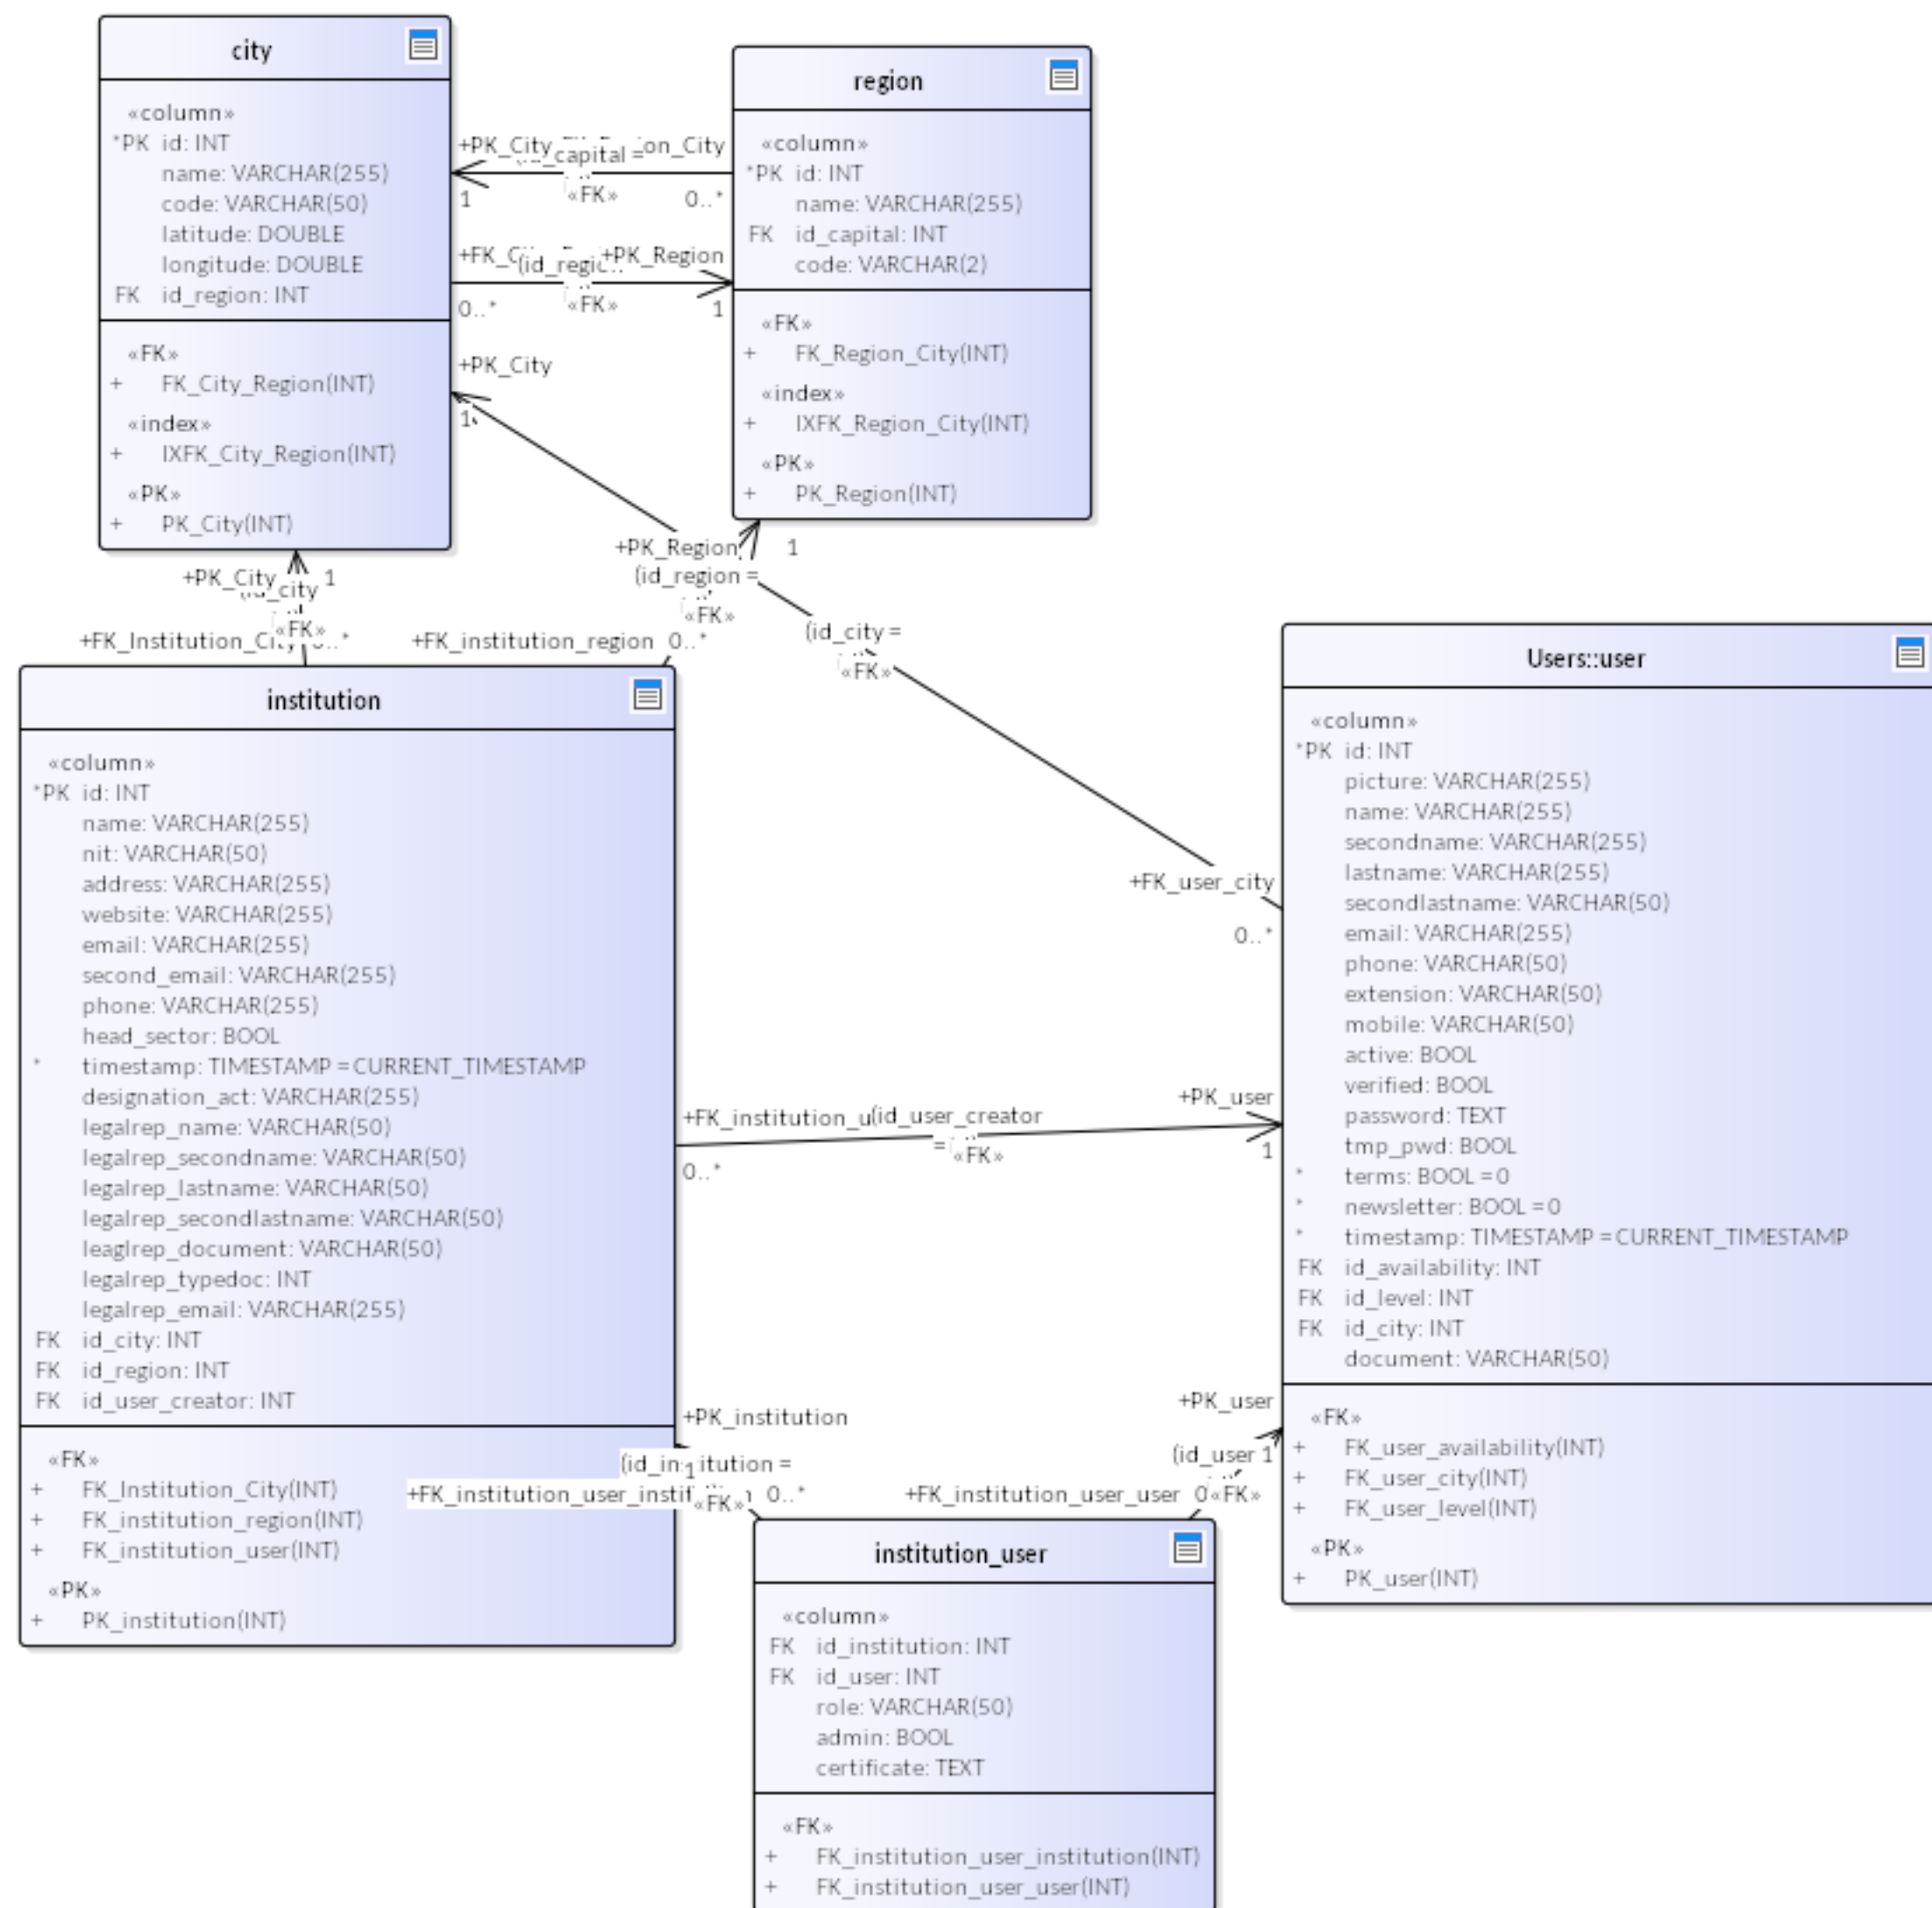 city
«column»
*PK id: INT
name: VARCHAR(255)
code: VARCHAR(50)
latitude: DOUBLE
longitude: DOUBLE
FK id_region: INT
«FK»
+ FK_City_Region(INT)
«index»
+ IXFK_City_Region(INT)
«PK»
+ PK_City(INT)
region
«column»
*PK id: INT
name: VARCHAR(255)
FK id_capital: INT
code: VARCHAR(2)
«FK»
+ FK_Region_City(INT)
«index»
+ IXFK_Region_City(INT)
«PK»
+ PK_Region(INT)
+PK_City
capital =
«FK»
1
0..*
(id_regio
+PK_Region
0..*
«FK»
1
+PK_City
1
+PK_Region
1
(id_region =
«FK»
+PK_City
1
city
«FK»
+FK_institution_region 0..*
(id_city =
«FK»
+FK_user_city
0..*
institution
«column»
*PK id: INT
name: VARCHAR(255)
nit: VARCHAR(50)
address: VARCHAR(255)
website: VARCHAR(255)
email: VARCHAR(255)
second_email: VARCHAR(255)
phone: VARCHAR(255)
head_sector: BOOL
* timestamp: TIMESTAMP = CURRENT_TIMESTAMP
designation_act: VARCHAR(255)
legalrep_name: VARCHAR(50)
legalrep_secondname: VARCHAR(50)
legalrep_lastname: VARCHAR(50)
legalrep_secondlastname: VARCHAR(50)
leaglrep_document: VARCHAR(50)
legalrep_typedoc: INT
legalrep_email: VARCHAR(255)
FK id_city: INT
FK id_region: INT
FK id_user_creator: INT
«FK»
+ FK_Institution_City(INT)
+ FK_institution_region(INT)
+ FK_institution_user(INT)
«PK»
+ PK_institution(INT)
+FK_institution_u
(id_user_creator
=
«FK»
0..*
+PK_user
1
Users::user
«column»
*PK id: INT
picture: VARCHAR(255)
name: VARCHAR(255)
secondname: VARCHAR(255)
lastname: VARCHAR(255)
secondlastname: VARCHAR(50)
email: VARCHAR(255)
phone: VARCHAR(50)
extension: VARCHAR(50)
mobile: VARCHAR(50)
active: BOOL
verified: BOOL
password: TEXT
tmp_pwd: BOOL
* terms: BOOL = 0
* newsletter: BOOL = 0
* timestamp: TIMESTAMP = CURRENT_TIMESTAMP
FK id_availability: INT
FK id_level: INT
FK id_city: INT
document: VARCHAR(50)
«FK»
+ FK_user_availability(INT)
+ FK_user_city(INT)
+ FK_user_level(INT)
«PK»
+ PK_user(INT)
+PK_institution
1
«FK»
0..*
+PK_user
(id_user 1
+FK_institution_user_user 0
«FK»
institution_user
«column»
FK id_institution: INT
FK id_user: INT
role: VARCHAR(50)
admin: BOOL
certificate: TEXT
«FK»
+ FK_institution_user_institution(INT)
+ FK_institution_user_user(INT)